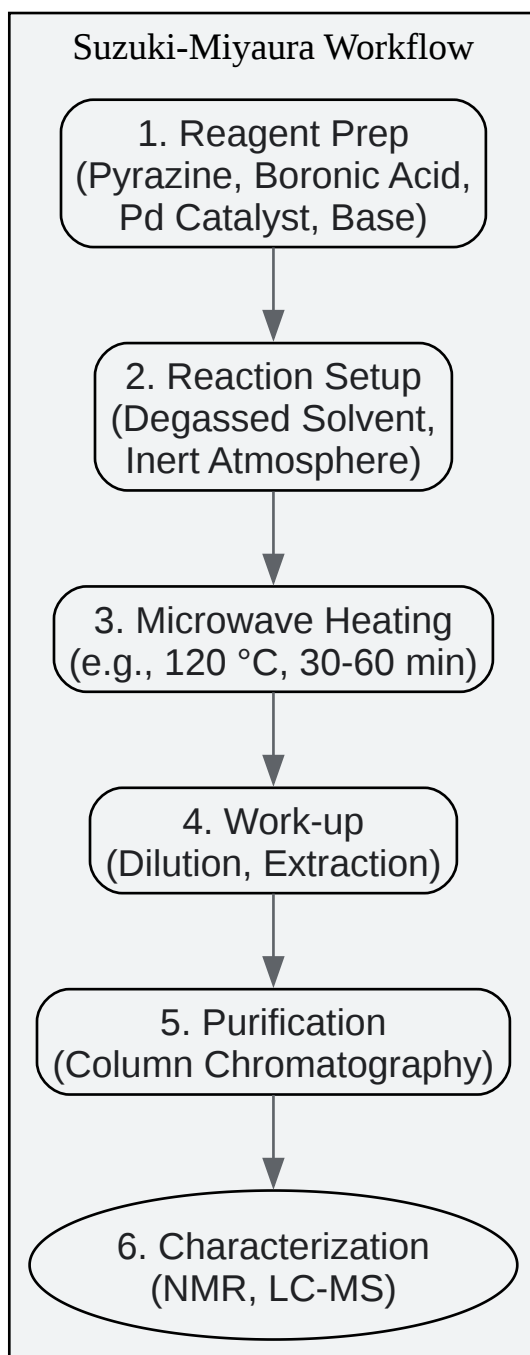 Suzuki-Miyaura Workflow
1. Reagent Prep
(Pyrazine, Boronic Acid,
Pd Catalyst, Base)
2. Reaction Setup
(Degassed Solvent,
Inert Atmosphere)
3. Microwave Heating
(e.g., 120 °C, 30-60 min)
4. Work-up
(Dilution, Extraction)
5. Purification
(Column Chromatography)
6. Characterization
(NMR, LC-MS)